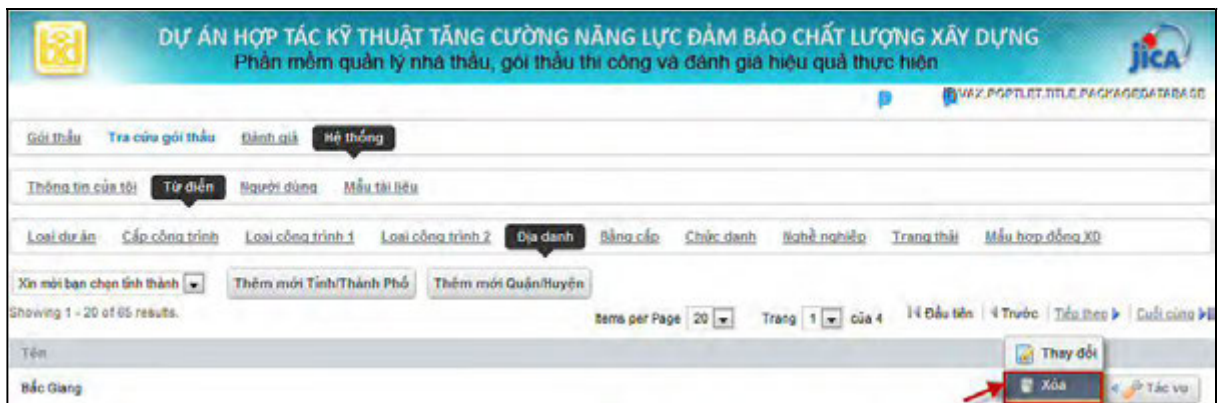 DỰ ÁN HỢP TÁC KỸ THUẬT TĂNG CƯỜNG NĂNG LỰC ĐẢM BẢO CHẤT LƯỢNG XÂY DỰNG
Phần mềm quản lý nhà thầu, gói thầu thi công và đánh giá hiệu quả thực hiện
jica
Gói thầu Tra cứu gói thầu Đánh giá Hệ thống
Thông tin của tôi Từ điển Người dùng Mẫu tài liệu
Loại dự án Cấp công trình Loại công trình 1 Loại công trình 2 Địa danh Bằng cấp Chức danh Nghề nghiệp Trạng thái Mẫu hợp đồng XD
Xin mời bạn chọn tỉnh thành Thêm mới Tỉnh/Thành Phố Thêm mới Quận/Huyện
Showing 1 - 20 of 65 results. Items per Page 20 Trang 1 của 4 Đầu tiên Trước Tiếp theo Cuối cùng
Tên
Thay đổi
Bắc Giang Xóa Tác vụ